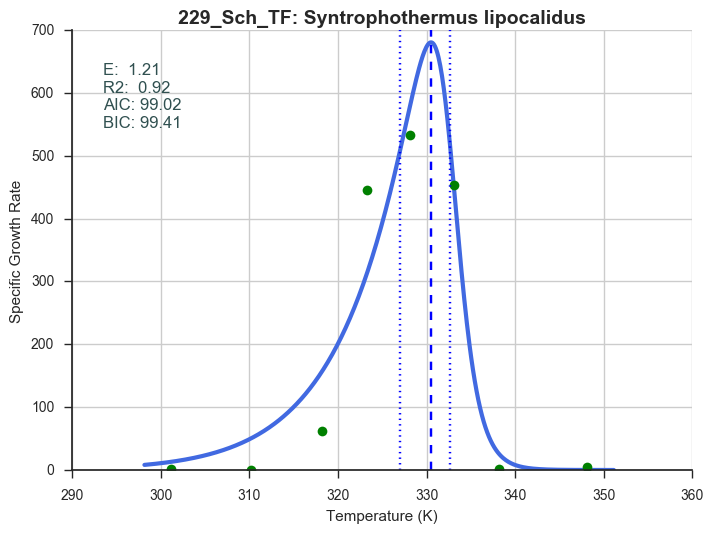 229_Sch_TF: Syntrophothermus lipocalidus
E:  1.21
R2:  0.92
AIC: 99.02
BIC: 99.41
Specific Growth Rate
700
600
500
400
300
200
100
0
290 300 310 320 330 340 350 360
Temperature (K)